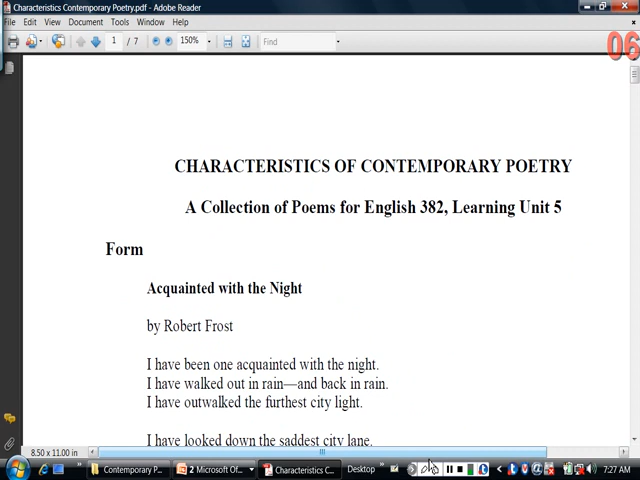 Characteristics Contemporary Poetry.pdf - Adobe Reader
File Edit View Document Tools Window Help
1 / 7 150% Find
06
CHARACTERISTICS OF CONTEMPORARY POETRY
A Collection of Poems for English 382, Learning Unit 5
Form
Acquainted with the Night
by Robert Frost
I have been one acquainted with the night.
I have walked out in rain—and back in rain.
I have outwalked the furthest city light.
I have looked down the saddest city lane.
8.50 x 11.00 in
Contemporary P... 2 Microsoft Of... Characteristics C... Desktop 7:27 AM